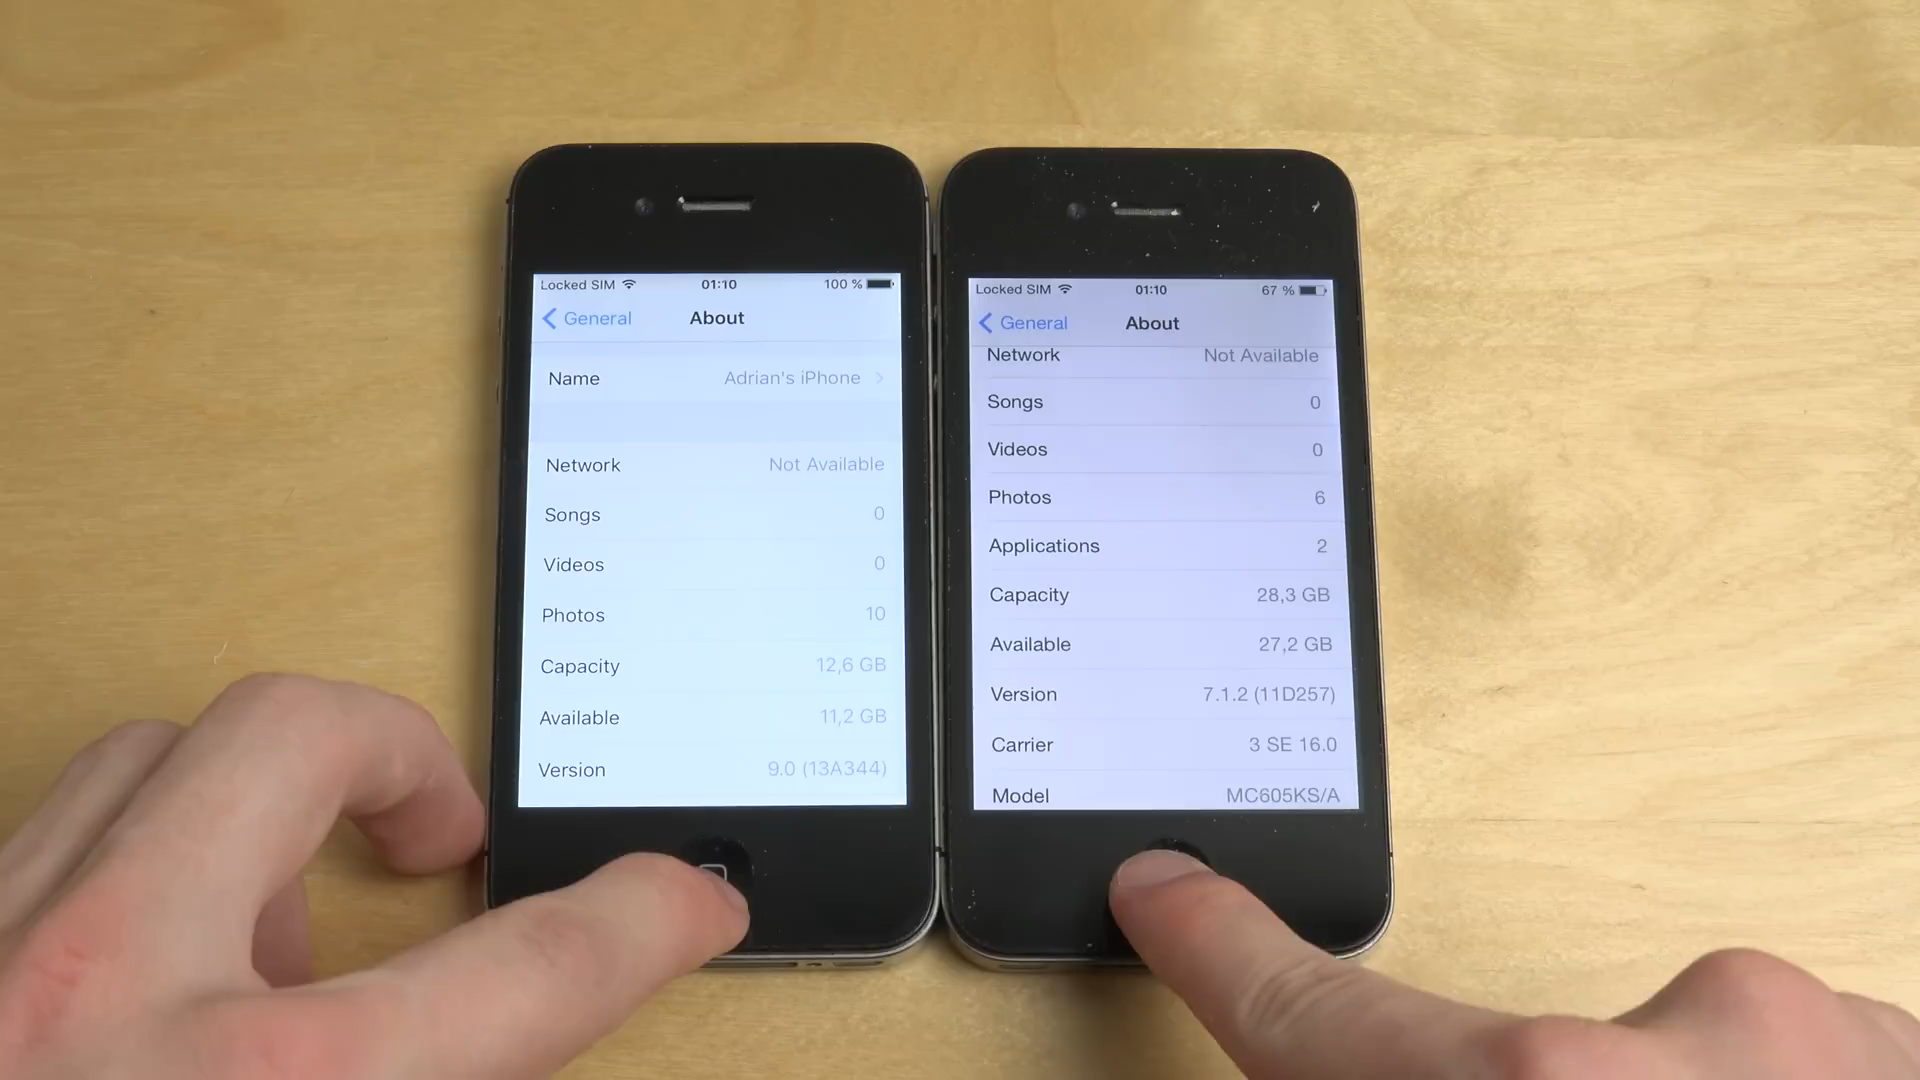 Locked SIM 01:10 100 %
General About
Name Adrian's iPhone
Network Not Available
Songs 0
Videos 0
Photos 10
Capacity 12,6 GB
Available 11,2 GB
Version 9.0 (13A344)
Locked SIM 01:10 67 %
General About
Network Not Available
Songs 0
Videos 0
Photos 6
Applications 2
Capacity 28,3 GB
Available 27,2 GB
Version 7.1.2 (11D257)
Carrier 3 SE 16.0
Model MC605KS/A